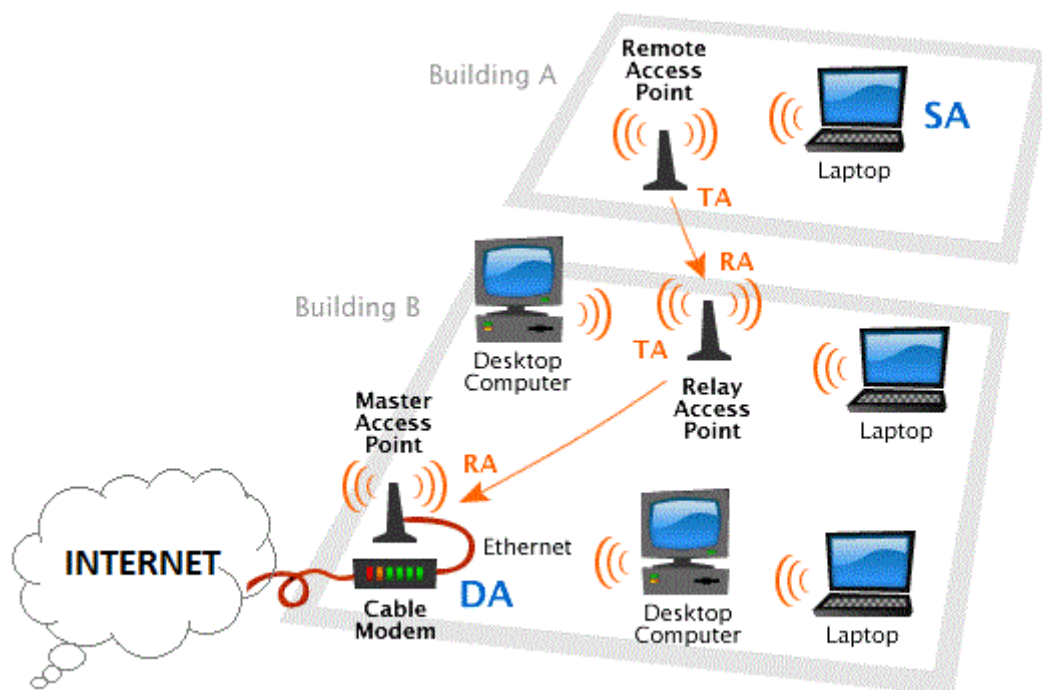 Building A
Remote
Access
Point
SA
Laptop
TA
RA
Building B
TA
Desktop
Computer
Relay
Access
Point
Laptop
Master
Access
Point
RA
INTERNET
Ethernet
DA
Cable
Modem
Desktop
Computer
Laptop